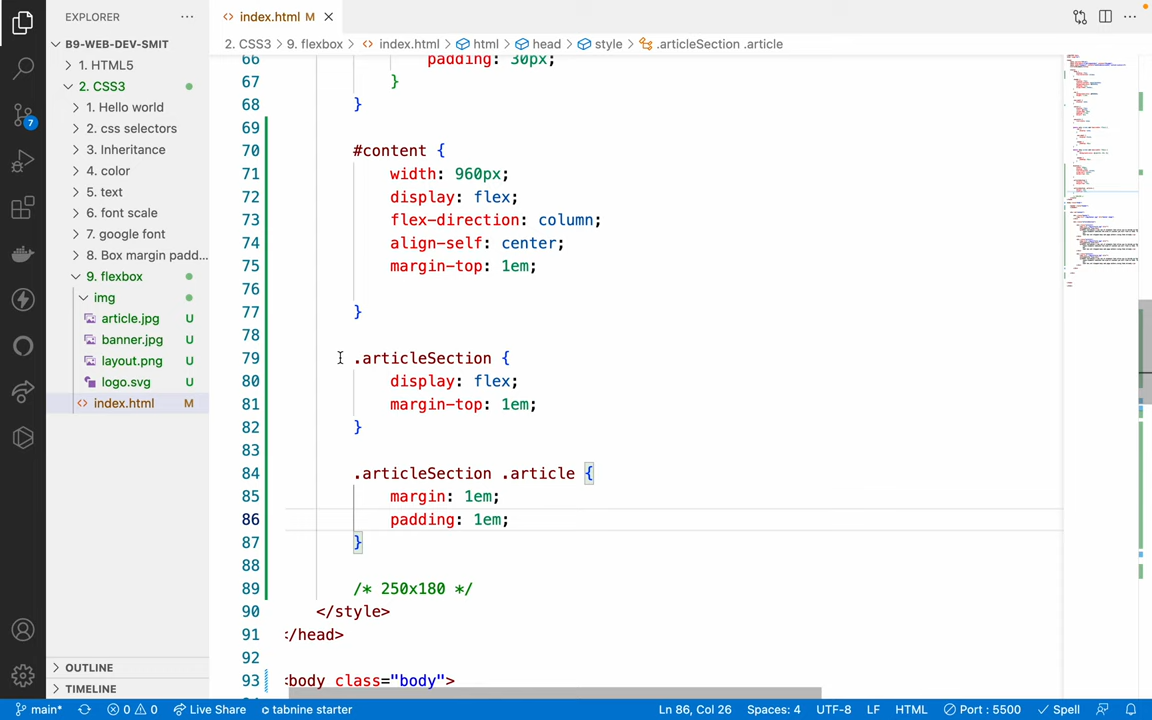 EXPLORER
index.html M
B9-WEB-DEV-SMIT
2. CSS3 > 9. flexbox > index.html > html > head > style > .articleSection .article
1. HTML5
2. CSS3
1. Hello world
2. css selectors
3. Inheritance
4. color
5. text
6. font scale
7. google font
8. Box margin padd...
9. flexbox
img
article.jpg U
banner.jpg U
layout.png U
logo.svg U
index.html M
OUTLINE
TIMELINE
7
66 padding: 30px;
67 }
68 }
69
70 #content {
71 width: 960px;
72 display: flex;
73 flex-direction: column;
74 align-self: center;
75 margin-top: 1em;
76
77 }
78
79 .articleSection {
80 display: flex;
81 margin-top: 1em;
82 }
83
84 .articleSection .article {
85 margin: 1em;
86 padding: 1em;
87 }
88
89 /* 250x180 */
90 </style>
91 </head>
92
93 <body class="body">
main* 0 0 Live Share tabnine starter Ln 86, Col 26 Spaces: 4 UTF-8 LF HTML Port : 5500 Spell